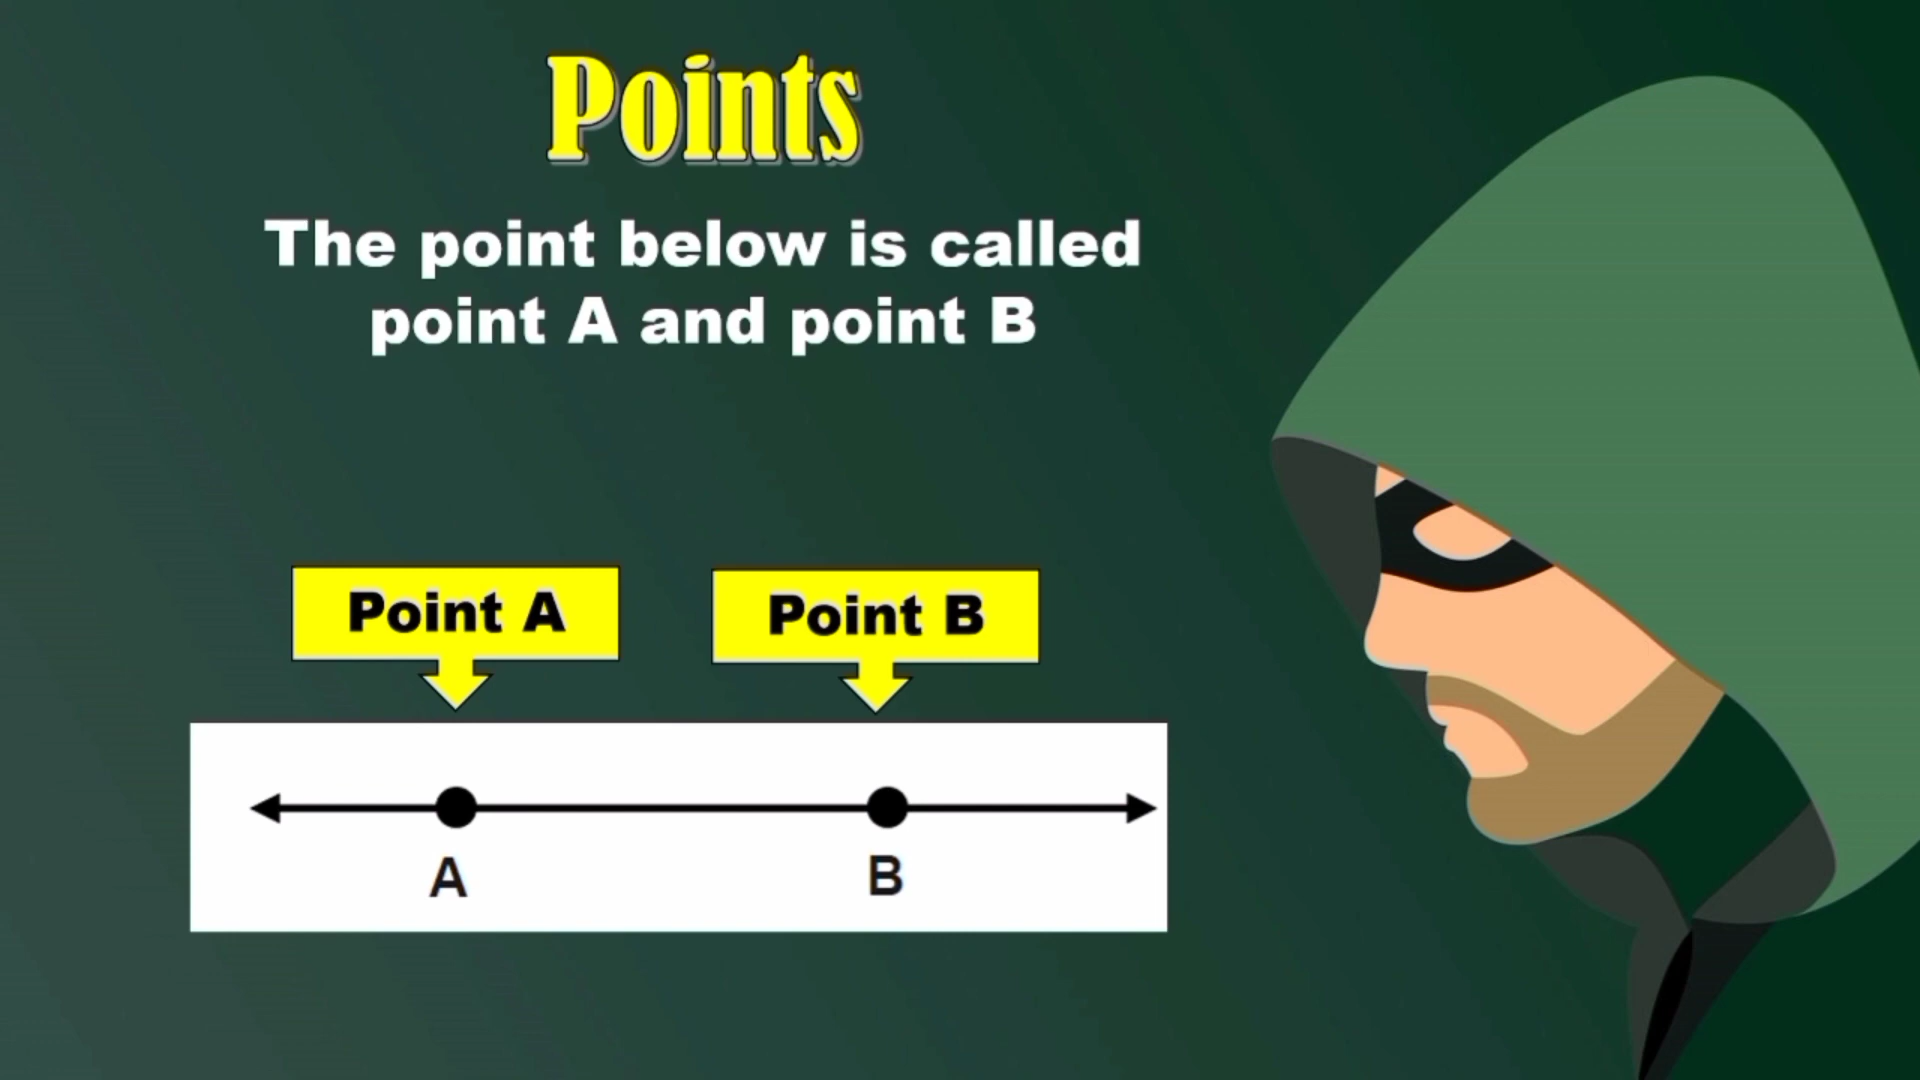 Points
The point below is called
point A and point B
Point A
Point B
A
B